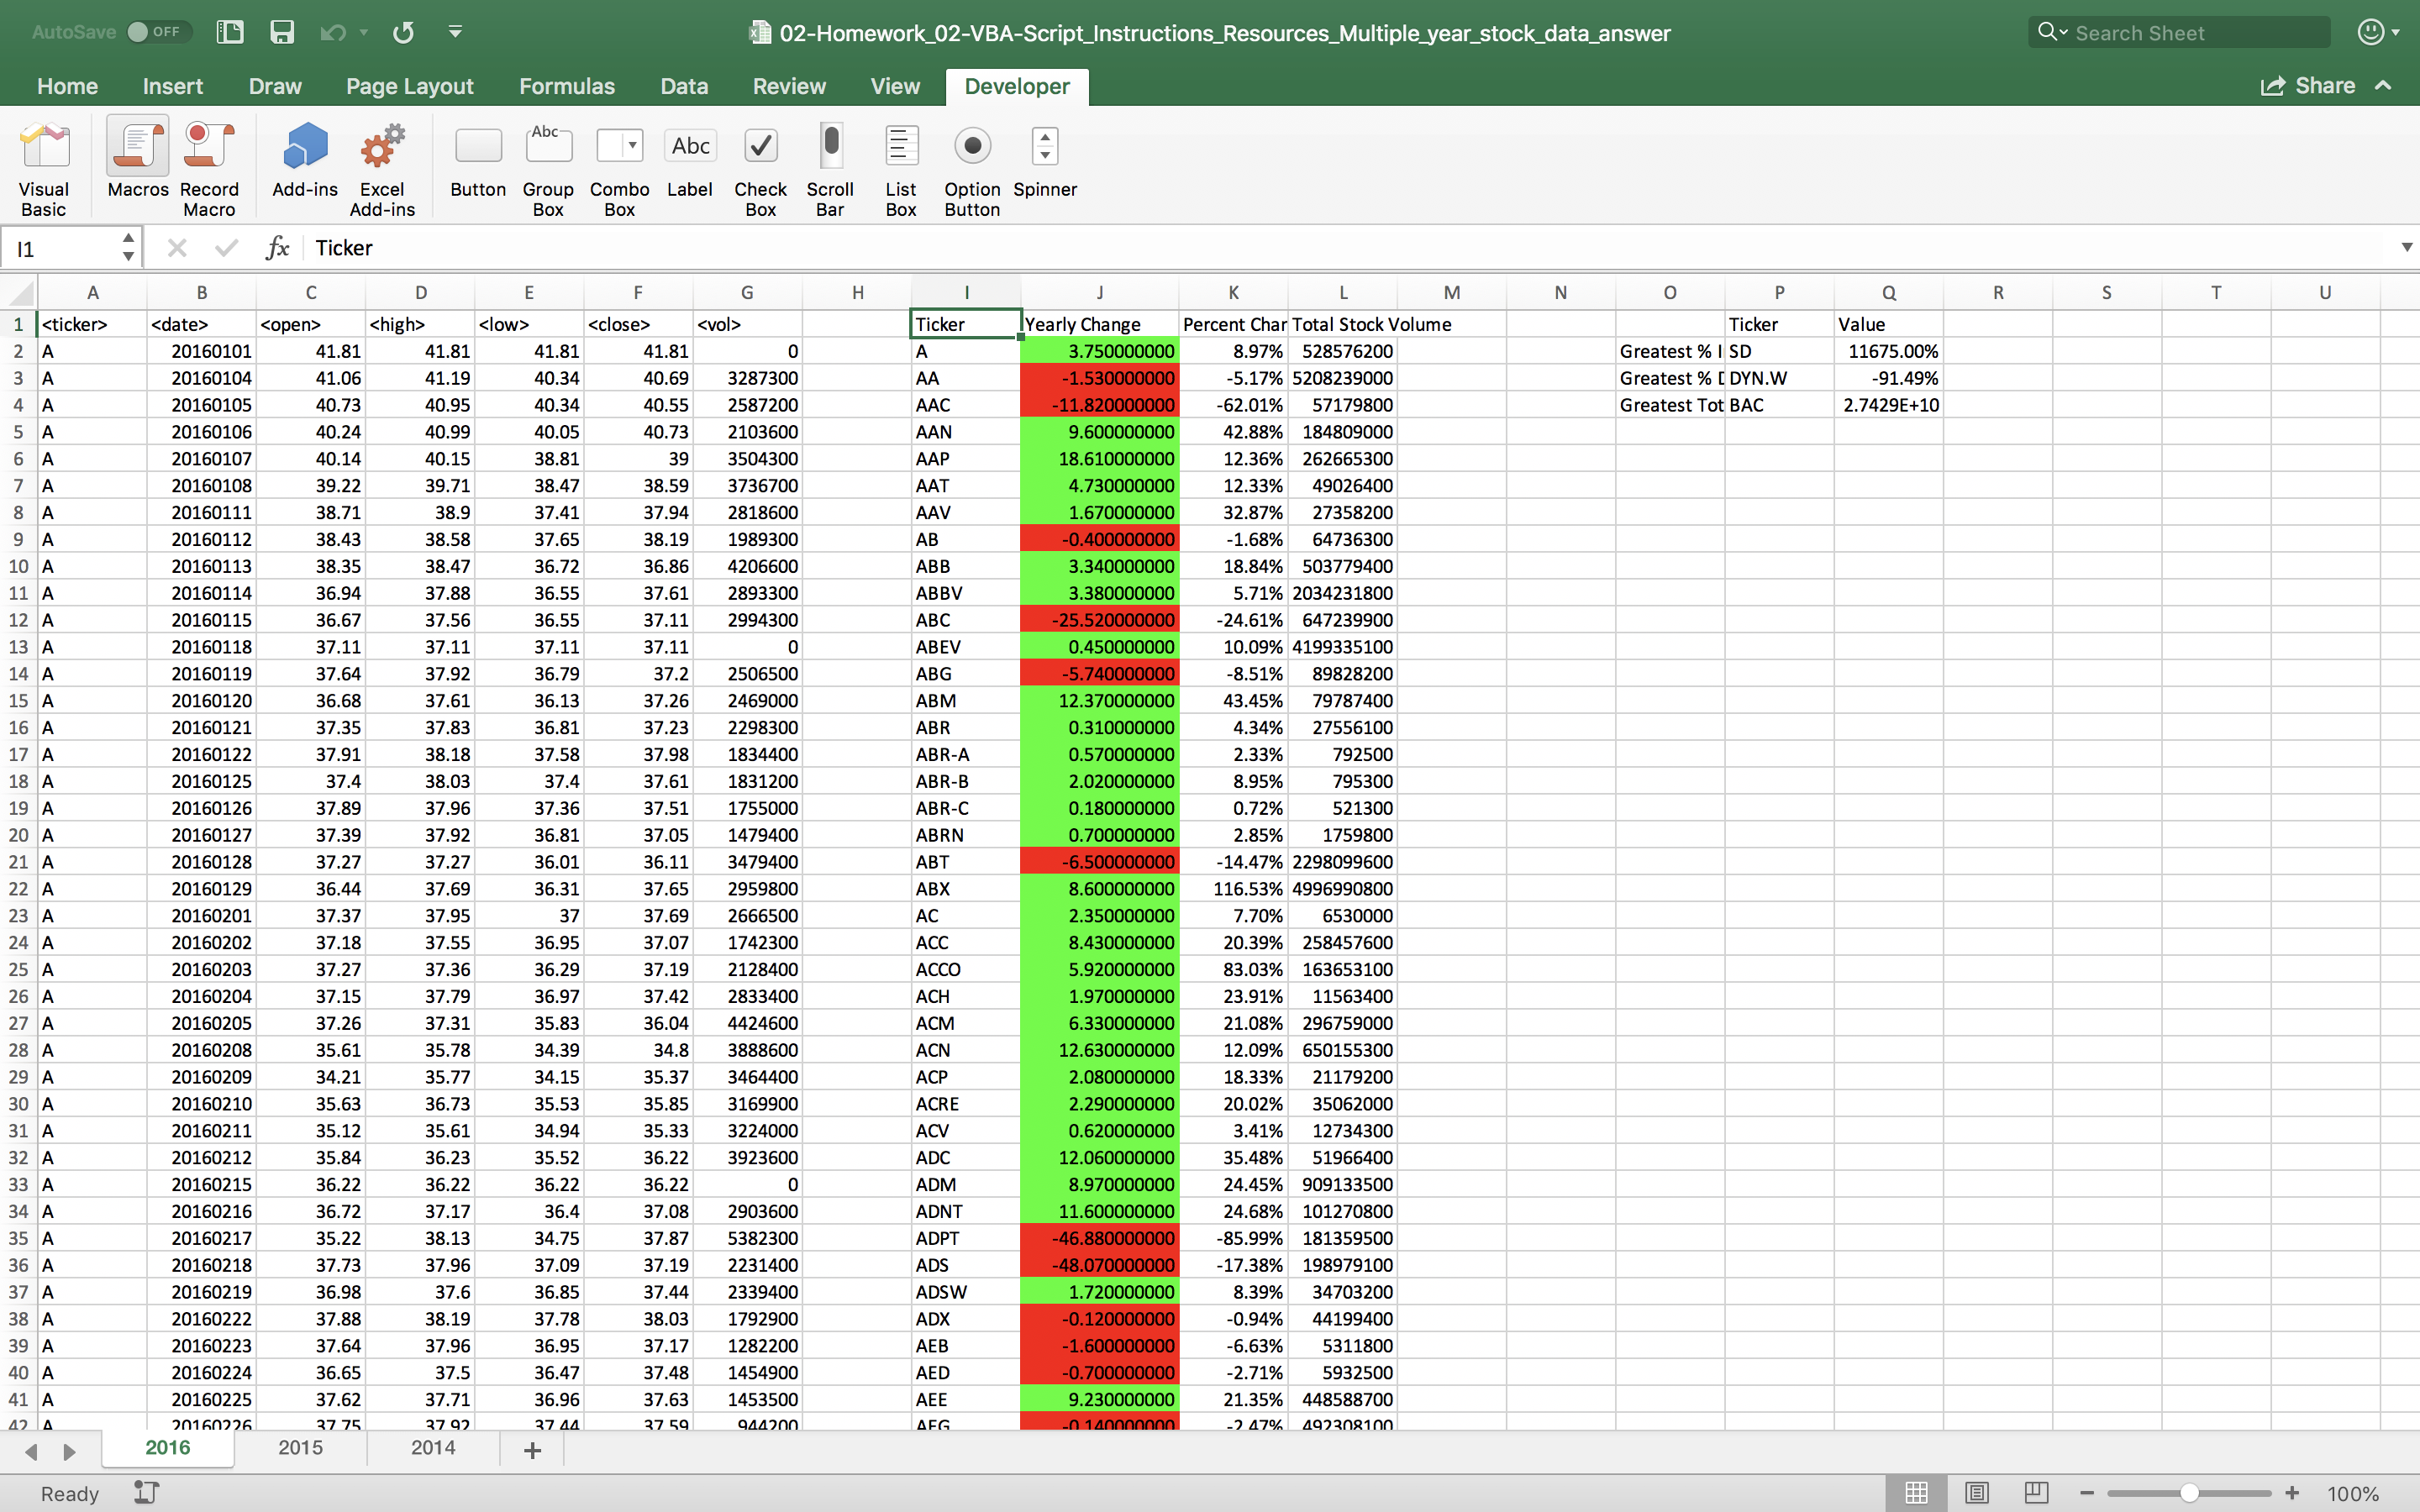 AutoSave OFF 02-Homework_02-VBA-Script_Instructions_Resources_Multiple_year_stock_data_answer Search Sheet
Home Insert Draw Page Layout Formulas Data Review View Developer Share
Visual Basic Macros Record Macro Add-ins Excel Add-ins Button Group Box Combo Box Label Check Box Scroll Bar List Box Option Button Spinner
Abc Abc
I1 fx Ticker
A B C D E F G H I J K L M N O P Q R S T U
1 <ticker> <date> <open> <high> <low> <close> <vol> Ticker Yearly Change Percent Char Total Stock Volume Ticker Value
2 A 20160101 41.81 41.81 41.81 41.81 0 A 3.750000000 8.97% 528576200 Greatest % I SD 11675.00%
3 A 20160104 41.06 41.19 40.34 40.69 3287300 AA -1.530000000 -5.17% 5208239000 Greatest % D DYN.W -91.49%
4 A 20160105 40.73 40.95 40.34 40.55 2587200 AAC -11.820000000 -62.01% 57179800 Greatest Tot BAC 2.7429E+10
5 A 20160106 40.24 40.99 40.05 40.73 2103600 AAN 9.600000000 42.88% 184809000
6 A 20160107 40.14 40.15 38.81 39 3504300 AAP 18.610000000 12.36% 262665300
7 A 20160108 39.22 39.71 38.47 38.59 3736700 AAT 4.730000000 12.33% 49026400
8 A 20160111 38.71 38.9 37.41 37.94 2818600 AAV 1.670000000 32.87% 27358200
9 A 20160112 38.43 38.58 37.65 38.19 1989300 AB -0.400000000 -1.68% 64736300
10 A 20160113 38.35 38.47 36.72 36.86 4206600 ABB 3.340000000 18.84% 503779400
11 A 20160114 36.94 37.88 36.55 37.61 2893300 ABBV 3.380000000 5.71% 2034231800
12 A 20160115 36.67 37.56 36.55 37.11 2994300 ABC -25.520000000 -24.61% 647239900
13 A 20160118 37.11 37.11 37.11 37.11 0 ABEV 0.450000000 10.09% 4199335100
14 A 20160119 37.64 37.92 36.79 37.2 2506500 ABG -5.740000000 -8.51% 89828200
15 A 20160120 36.68 37.61 36.13 37.26 2469000 ABM 12.370000000 43.45% 79787400
16 A 20160121 37.35 37.83 36.81 37.23 2298300 ABR 0.310000000 4.34% 27556100
17 A 20160122 37.91 38.18 37.58 37.98 1834400 ABR-A 0.570000000 2.33% 792500
18 A 20160125 37.4 38.03 37.4 37.61 1831200 ABR-B 2.020000000 8.95% 795300
19 A 20160126 37.89 37.96 37.36 37.51 1755000 ABR-C 0.180000000 0.72% 521300
20 A 20160127 37.39 37.92 36.81 37.05 1479400 ABRN 0.700000000 2.85% 1759800
21 A 20160128 37.27 37.27 36.01 36.11 3479400 ABT -6.500000000 -14.47% 2298099600
22 A 20160129 36.44 37.69 36.31 37.65 2959800 ABX 8.600000000 116.53% 4996990800
23 A 20160201 37.37 37.95 37 37.69 2666500 AC 2.350000000 7.70% 6530000
24 A 20160202 37.18 37.55 36.95 37.07 1742300 ACC 8.430000000 20.39% 258457600
25 A 20160203 37.27 37.36 36.29 37.19 2128400 ACCO 5.920000000 83.03% 163653100
26 A 20160204 37.15 37.79 36.97 37.42 2833400 ACH 1.970000000 23.91% 11563400
27 A 20160205 37.26 37.31 35.83 36.04 4424600 ACM 6.330000000 21.08% 296759000
28 A 20160208 35.61 35.78 34.39 34.8 3888600 ACN 12.630000000 12.09% 650155300
29 A 20160209 34.21 35.77 34.15 35.37 3464400 ACP 2.080000000 18.33% 21179200
30 A 20160210 35.63 36.73 35.53 35.85 3169900 ACRE 2.290000000 20.02% 35062000
31 A 20160211 35.12 35.61 34.94 35.33 3224000 ACV 0.620000000 3.41% 12734300
32 A 20160212 35.84 36.23 35.52 36.22 3923600 ADC 12.060000000 35.48% 51966400
33 A 20160215 36.22 36.22 36.22 36.22 0 ADM 8.970000000 24.45% 909133500
34 A 20160216 36.72 37.17 36.4 37.08 2903600 ADNT 11.600000000 24.68% 101270800
35 A 20160217 35.22 38.13 34.75 37.87 5382300 ADPT -46.880000000 -85.99% 181359500
36 A 20160218 37.73 37.96 37.09 37.19 2231400 ADS -48.070000000 -17.38% 198979100
37 A 20160219 36.98 37.6 36.85 37.44 2339400 ADSW 1.720000000 8.39% 34703200
38 A 20160222 37.88 38.19 37.78 38.03 1792900 ADX -0.120000000 -0.94% 44199400
39 A 20160223 37.64 37.96 36.95 37.17 1282200 AEB -1.600000000 -6.63% 5311800
40 A 20160224 36.65 37.5 36.47 37.48 1454900 AED -0.700000000 -2.71% 5932500
41 A 20160225 37.62 37.71 36.96 37.63 1453500 AEE 9.230000000 21.35% 448588700
42 A 20160226 37.75 37.92 37.44 37.59 944200 AEG -0.140000000 -2.47% 492308100
2016 2015 2014
Ready 100%